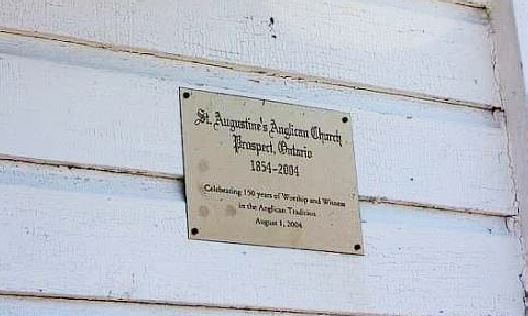 St. Augustine's Anglican Church
Prospect, Ontario
1854-2004
Celebrating 150 years of Worship and Witness
in the Anglican Tradition
August 1, 2004